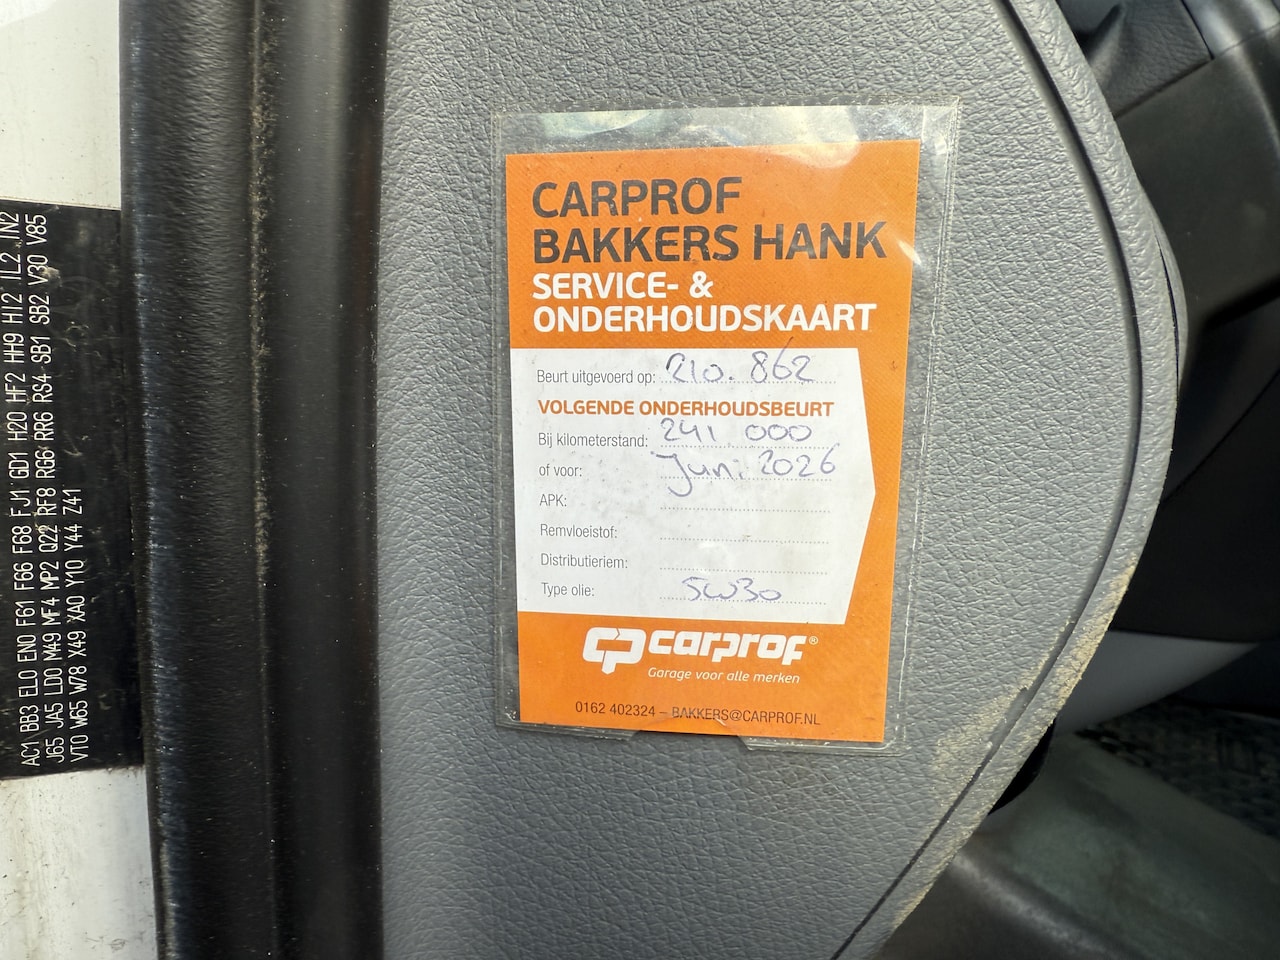 CARPROF
BAKKERS HANK
SERVICE- &
ONDERHOUDSKAART
Beurt uitgevoerd op: 210.862
VOLGENDE ONDERHOUDSBEURT
Bij kilometerstand: 241 000
of voor: Juni 2026
APK:
Remvloeistof:
Distributieriem:
Type olie: 5W30
carprof®
Garage voor alle merken
0162 402324 – BAKKERS@CARPROF.NL
AC1 BB3 EL0 EN0 F61 F66 F68 FJ1 GD1 H20 HF2 HH9 HI2 IL2 IN2
J65 JA5 LD0 M49 MF4 MP2 Q22 RF8 RG6 RR6 RS4 SB1 SB2 V30 V85
VT0 W65 W78 X49 XA0 Y10 Y44 Z41